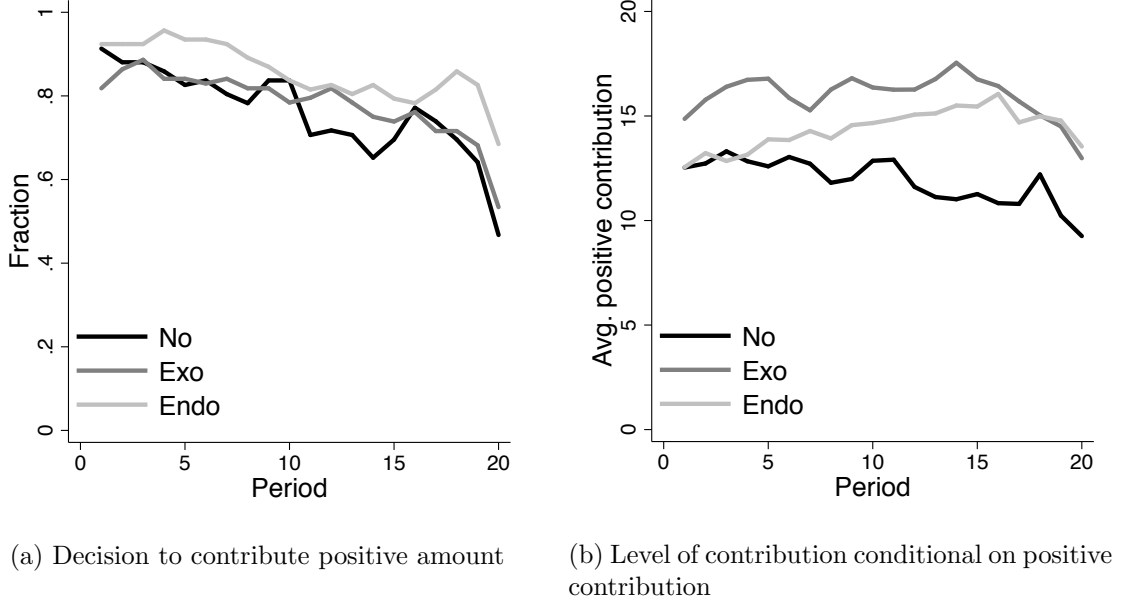 Fraction
1
.8
.6
.4
.2
0
No
Exo
Endo
0 5 10 15 20
Period
(a) Decision to contribute positive amount
Avg. positive contribution
20
15
10
5
0
No
Exo
Endo
0 5 10 15 20
Period
(b) Level of contribution conditional on positive
contribution